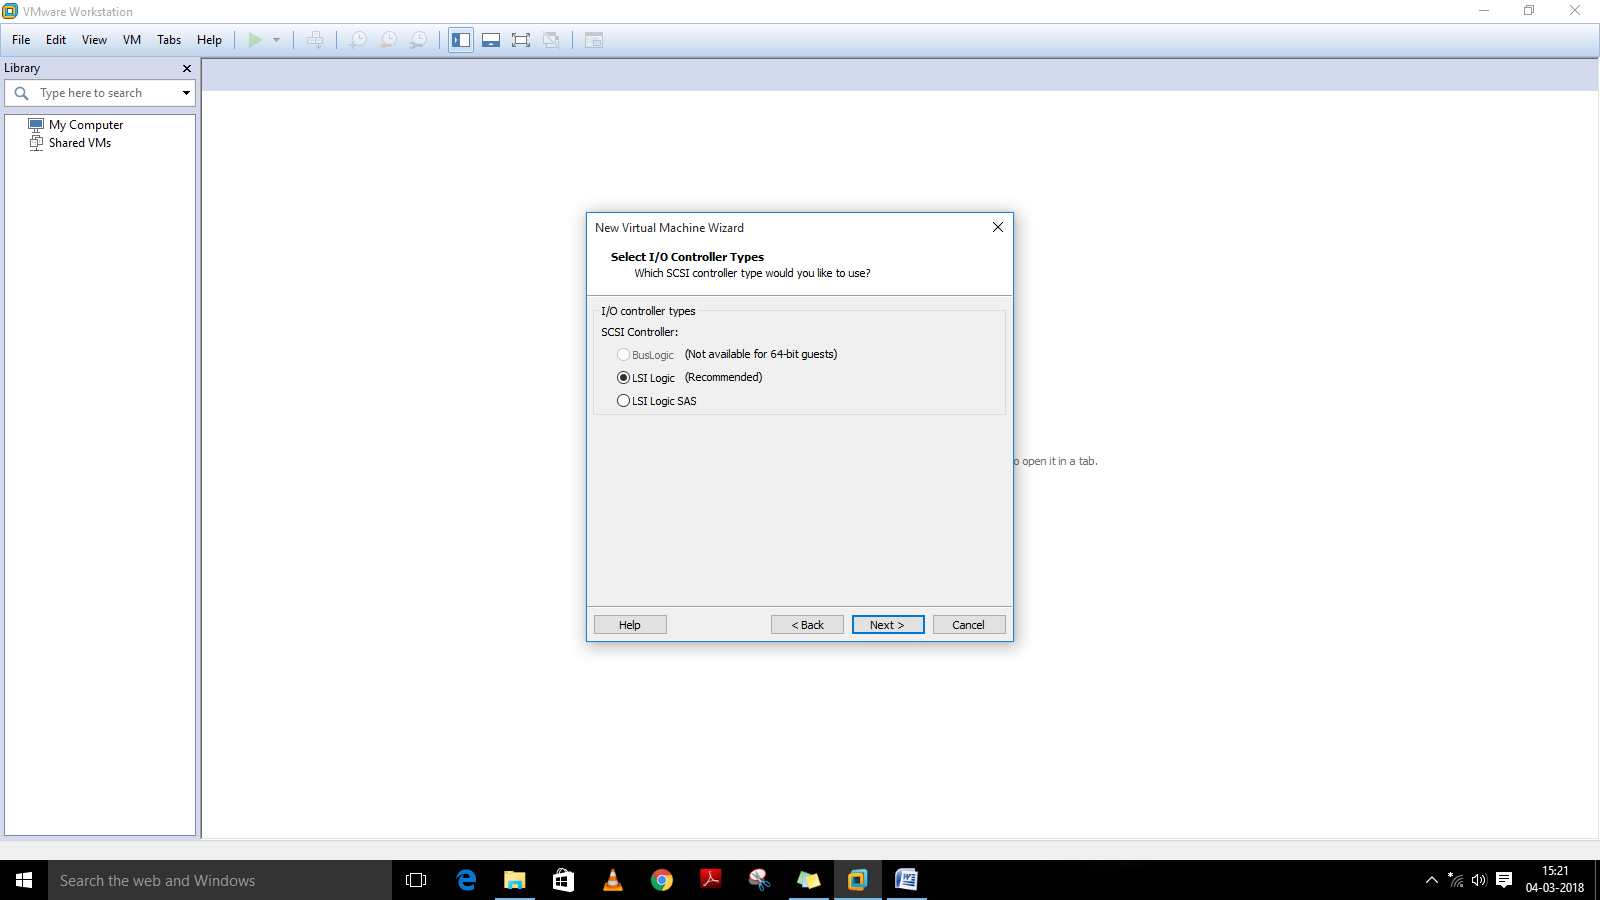 VMware Workstation
File Edit View VM Tabs Help
Library
Type here to search
My Computer
Shared VMs
New Virtual Machine Wizard
Select I/O Controller Types
Which SCSI controller type would you like to use?
I/O controller types
SCSI Controller:
BusLogic (Not available for 64-bit guests)
LSI Logic (Recommended)
LSI Logic SAS
o open it in a tab.
Help < Back Next > Cancel
Search the web and Windows
15:21
04-03-2018